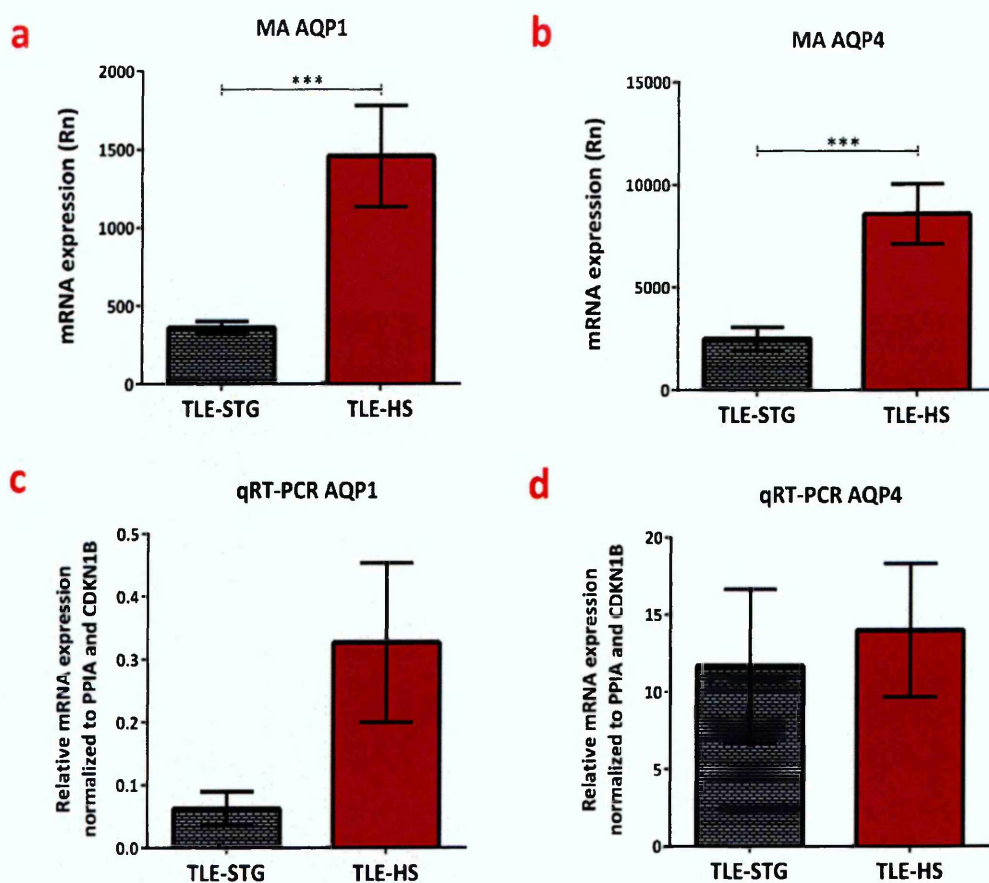 a
MA AQP1
mRNA expression (Rn)
2000
1500
1000
500
0
***
TLE-STG
TLE-HS
b
MA AQP4
mRNA expression (Rn)
15000
10000
5000
0
***
TLE-STG
TLE-HS
c
qRT-PCR AQP1
Relative mRNA expression
normalized to PPIA and CDKN1B
0.5
0.4
0.3
0.2
0.1
0.0
TLE-STG
TLE-HS
d
qRT-PCR AQP4
Relative mRNA expression
normalized to PPIA and CDKN1B
20
15
10
5
0
TLE-STG
TLE-HS